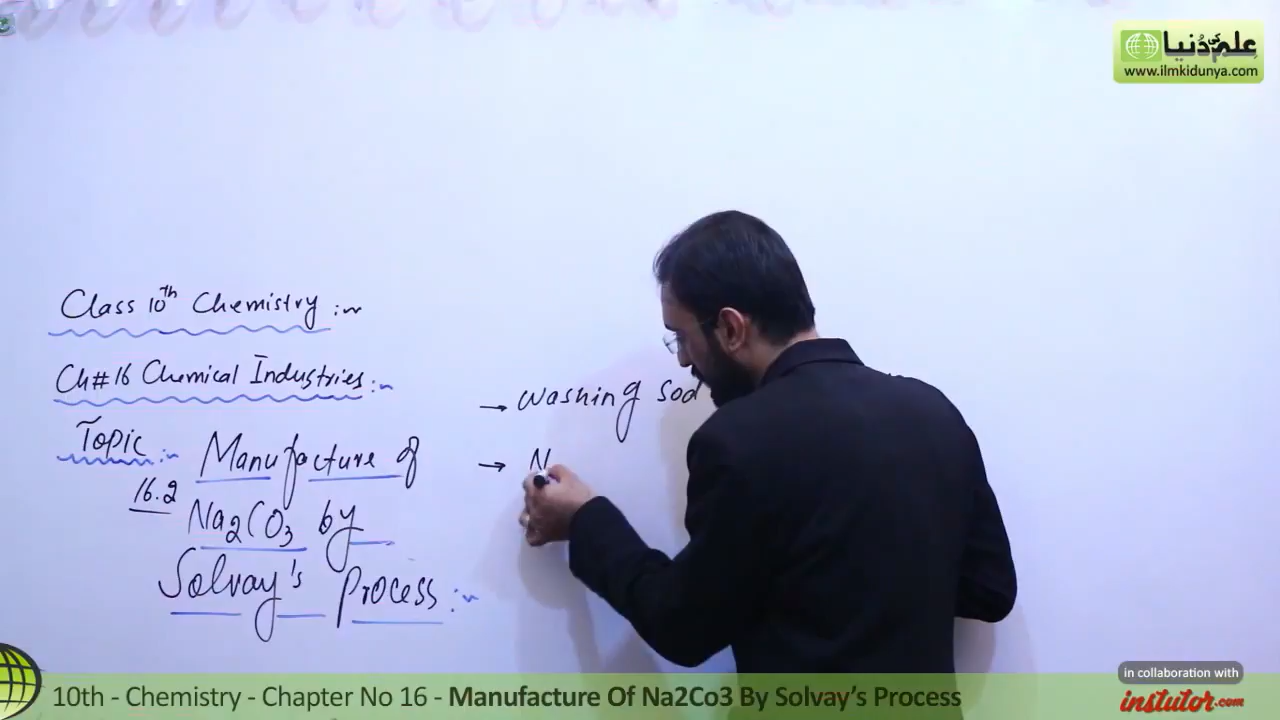 علم کی دُنیا
www.ilmkidunya.com
Class 10th Chemistry :~
Ch#16 Chemical Industries :~
Topic :~ Manufacture of
16.2
Na2CO3 by
Solvay's Process :~
→ Washing Sod
→ N
in collaboration with
instutor.com
10th - Chemistry - Chapter No 16 - Manufacture Of Na2Co3 By Solvay's Process